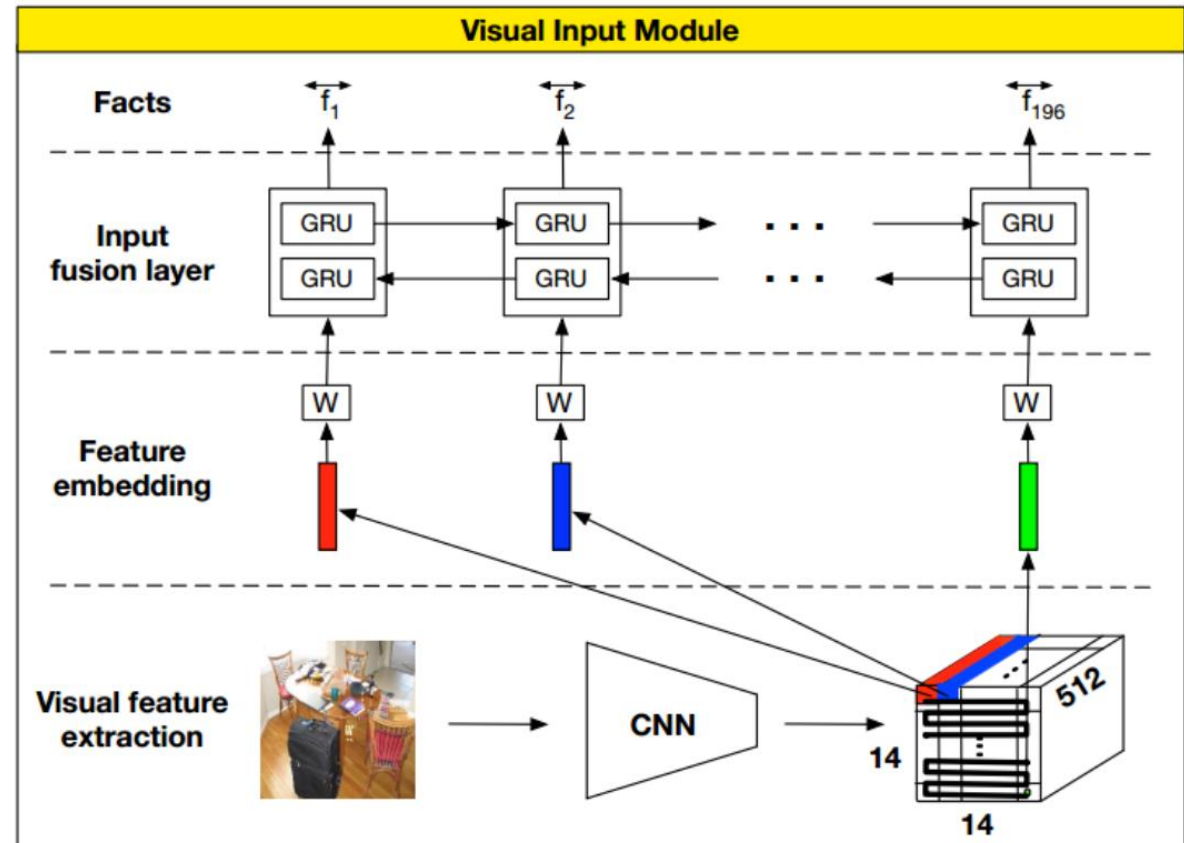 Visual Input Module
Facts
f1 f2 f196
Input
fusion layer
GRU GRU . . . GRU
GRU GRU . . . GRU
W W W
Feature
embedding
Visual feature
extraction
CNN
14
512
14